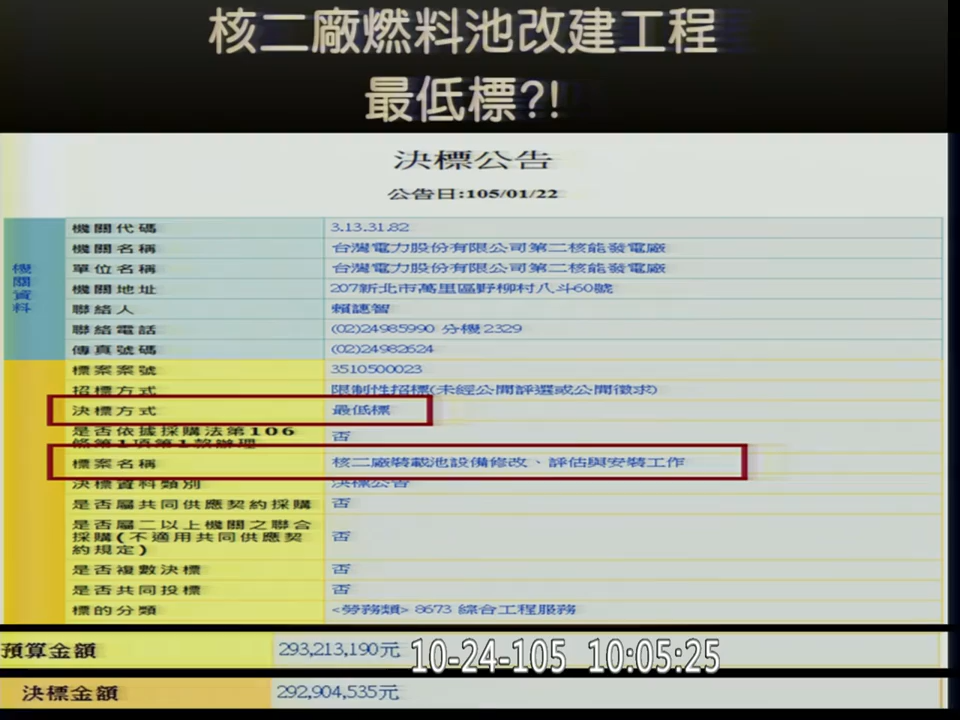 核二廠燃料池改建工程
最低標?!
決標公告
公告日:105/01/22
機關資料
機關代碼 3.13.31.82
機關名稱 台灣電力股份有限公司第二核能發電廠
單位名稱 台灣電力股份有限公司第二核能發電廠
機關地址 207新北市萬里區野柳村八斗60號
聯絡人
聯絡電話 (02)24985990 分機2329
傳真號碼 (02)24982624
標案案號 3510500023
招標方式 限制性招標(未經公開評選或公開徵求)
決標方式 最低標
是否依據採購法第106
條第1項第1款辦理 否
標案名稱 核二廠裝載池設備修改、評估與安裝工作
決標資料類別 決標公告
是否屬共同供應契約採購 否
是否屬二以上機關之聯合
採購(不適用共同供應契 否
約規定)
是否複數決標 否
是否共同投標 否
標的分類 <勞務類> 8673 綜合工程服務
預算金額 293,213,190元
10-24-105 10:05:25
決標金額 292,904,535元